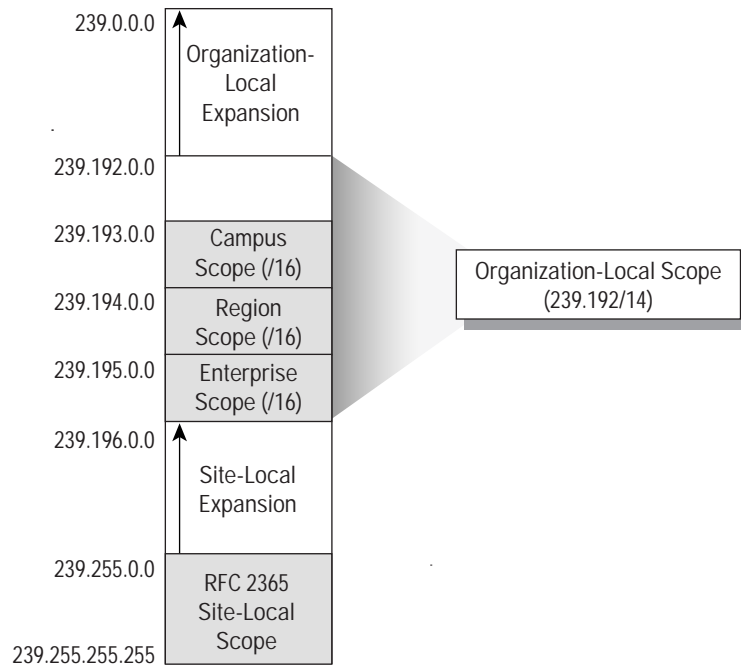 239.0.0.0
Organization-
Local
Expansion
239.192.0.0
239.193.0.0
Campus
Scope (/16)
Organization-Local Scope
(239.192/14)
239.194.0.0
Region
Scope (/16)
239.195.0.0
Enterprise
Scope (/16)
239.196.0.0
Site-Local
Expansion
239.255.0.0
RFC 2365
Site-Local
Scope
239.255.255.255